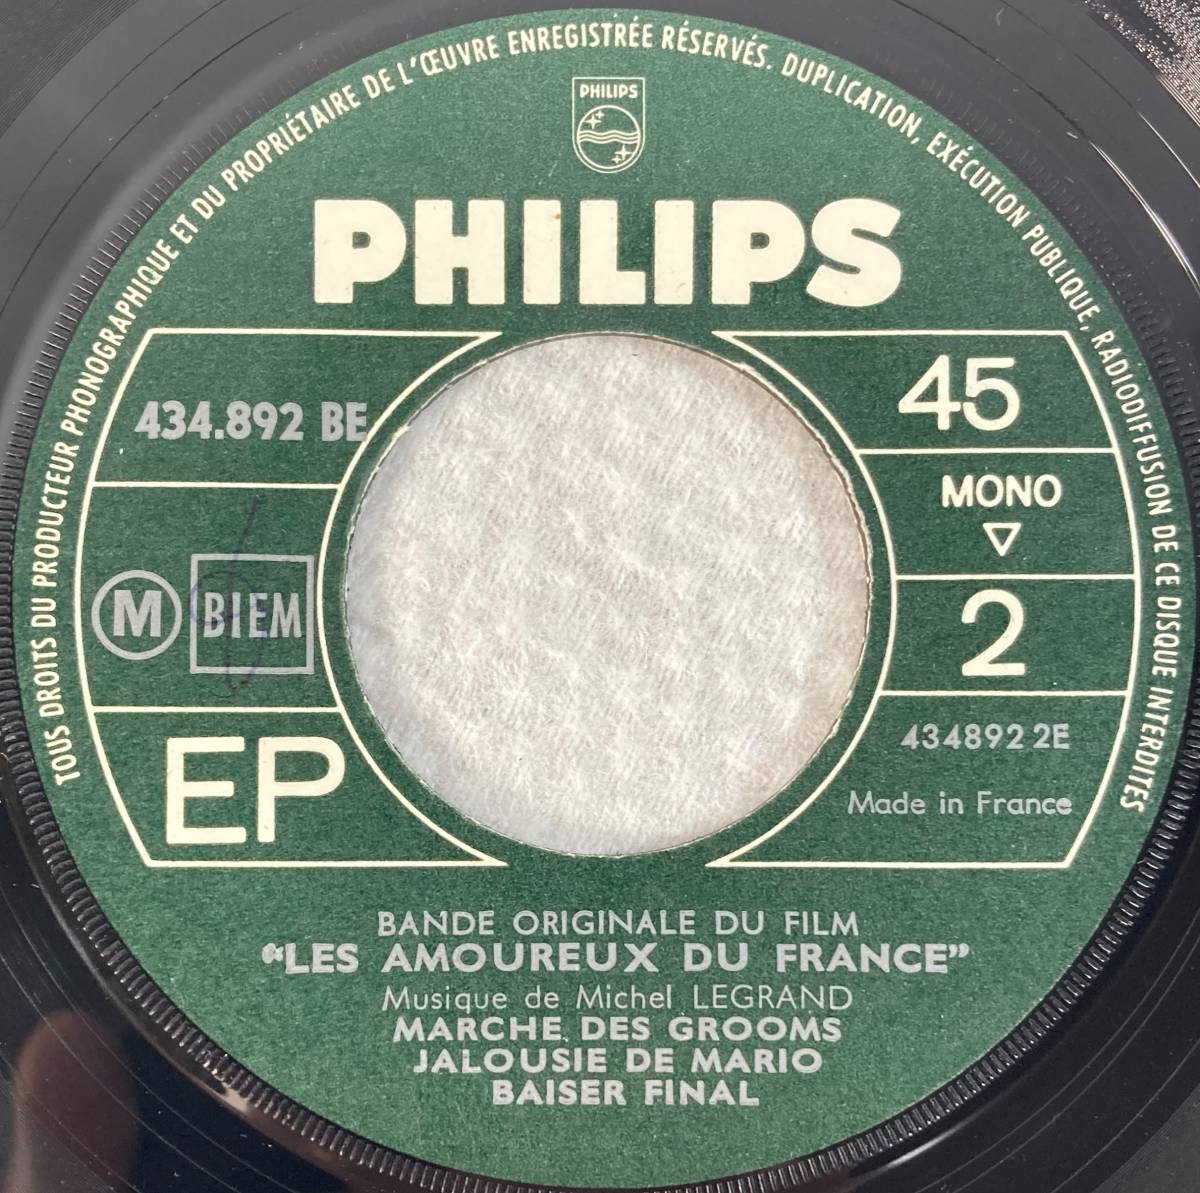 TOUS DROITS DU PRODUCTEUR PHONOGRAPHIQUE ET DU PROPRIÉTAIRE DE L'ŒUVRE ENREGISTRÉE RÉSERVÉS. DUPLICATION, EXÉCUTION PUBLIQUE, RADIODIFFUSION DE CE DISQUE INTERDITES
PHILIPS
PHILIPS
434.892 BE
45
MONO
M
BIEM
2
EP
434892 2E
Made in France
BANDE ORIGINALE DU FILM
“LES AMOUREUX DU FRANCE”
Musique de Michel LEGRAND
MARCHE DES GROOMS
JALOUSIE DE MARIO
BAISER FINAL